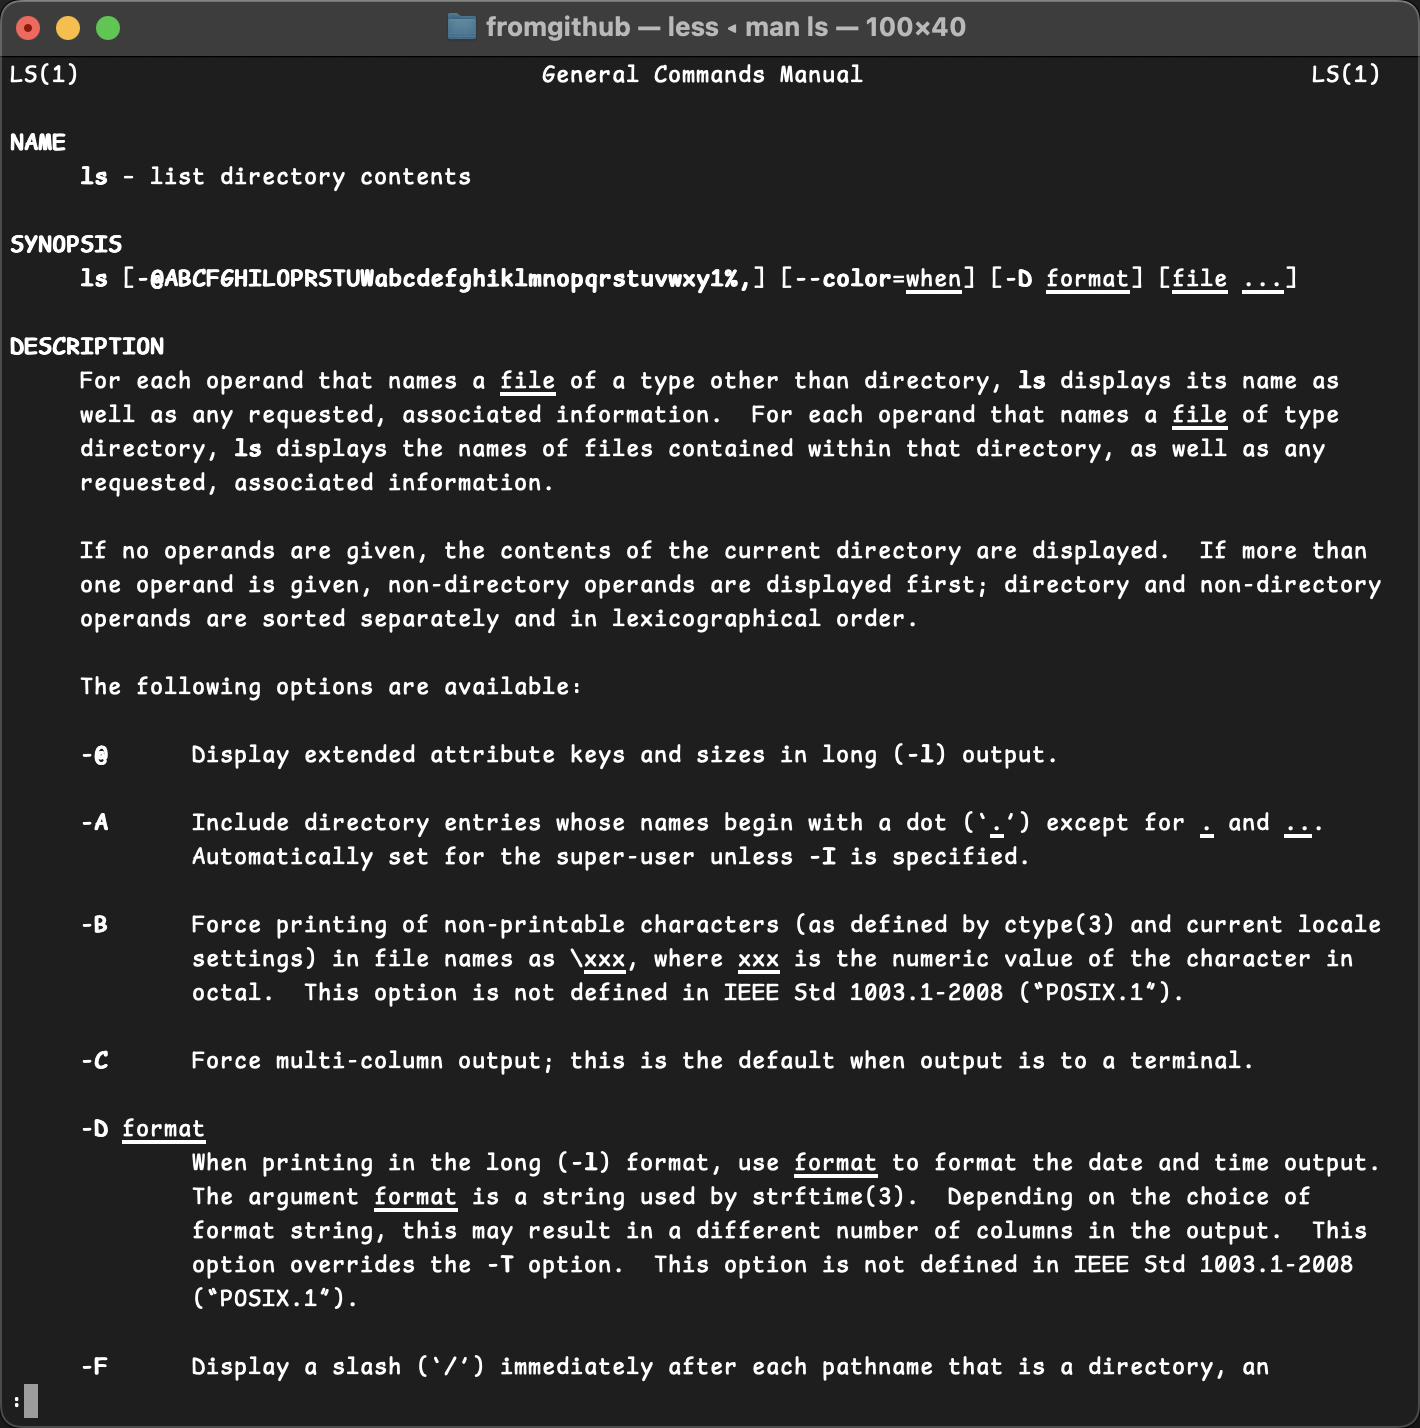 fromgithub — less ◂ man ls — 100×40
LS(1) General Commands Manual LS(1)
NAME
ls - list directory contents
SYNOPSIS
ls [-@ABCFGHILOPRSTUWabcdefghiklmnopqrstuvwxy1%,] [--color=when] [-D format] [file ...]
DESCRIPTION
For each operand that names a file of a type other than directory, ls displays its name as
well as any requested, associated information.  For each operand that names a file of type
directory, ls displays the names of files contained within that directory, as well as any
requested, associated information.
If no operands are given, the contents of the current directory are displayed.  If more than
one operand is given, non-directory operands are displayed first; directory and non-directory
operands are sorted separately and in lexicographical order.
The following options are available:
-@ Display extended attribute keys and sizes in long (-l) output.
-A Include directory entries whose names begin with a dot (‘.’) except for . and ...
Automatically set for the super-user unless -I is specified.
-B Force printing of non-printable characters (as defined by ctype(3) and current locale
settings) in file names as \xxx, where xxx is the numeric value of the character in
octal.  This option is not defined in IEEE Std 1003.1-2008 (“POSIX.1”).
-C Force multi-column output; this is the default when output is to a terminal.
-D format
When printing in the long (-l) format, use format to format the date and time output.
The argument format is a string used by strftime(3).  Depending on the choice of
format string, this may result in a different number of columns in the output.  This
option overrides the -T option.  This option is not defined in IEEE Std 1003.1-2008
(“POSIX.1”).
-F Display a slash (‘/’) immediately after each pathname that is a directory, an
: